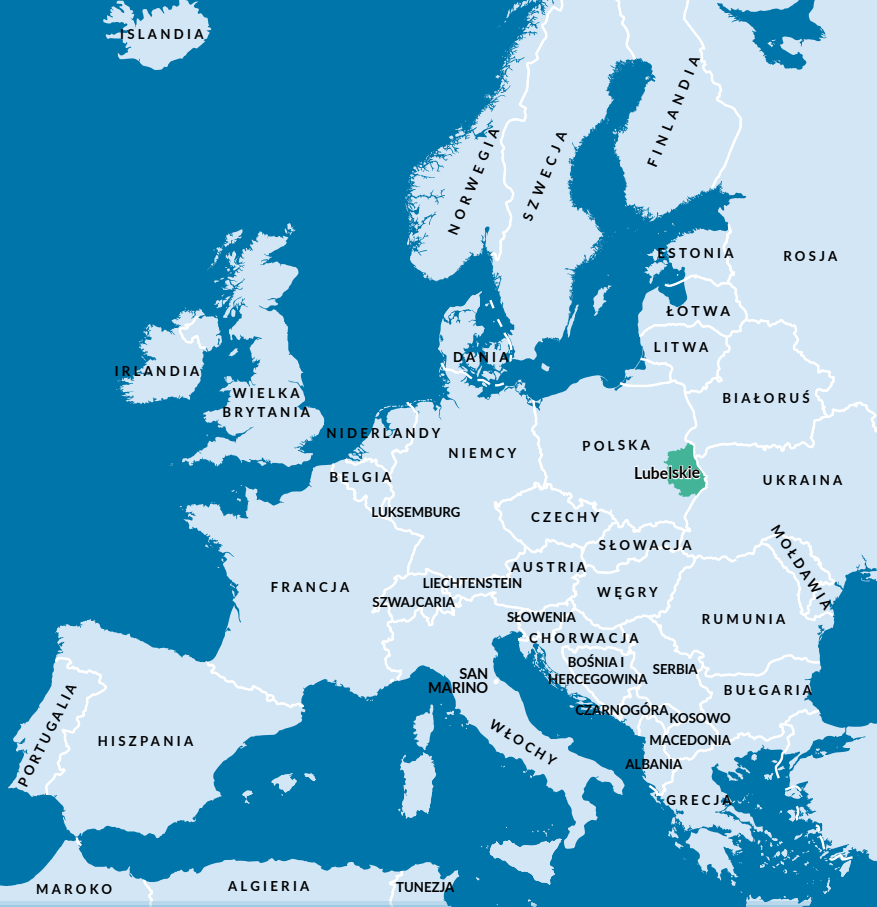 ISLANDIA
NORWEGIA
SZWECJA
FINLANDIA
ESTONIA
ROSJA
ŁOTWA
LITWA
DANIA
IRLANDIA
WIELKA
BRYTANIA
BIAŁORUŚ
NIDERLANDY
NIEMCY
POLSKA
Lubelskie
BELGIA
UKRAINA
LUKSEMBURG
CZECHY
SŁOWACJA
MOŁDAWIA
AUSTRIA
LIECHTENSTEIN
FRANCJA
SZWAJCARIA
WĘGRY
SŁOWENIA
RUMUNIA
CHORWACJA
BOŚNIA I
HERCEGOWINA
SERBIA
SAN
MARINO
BUŁGARIA
CZARNOGÓRA
KOSOWO
PORTUGALIA
HISZPANIA
WŁOCHY
MACEDONIA
ALBANIA
GRECJA
MAROKO
ALGIERIA
TUNEZJA